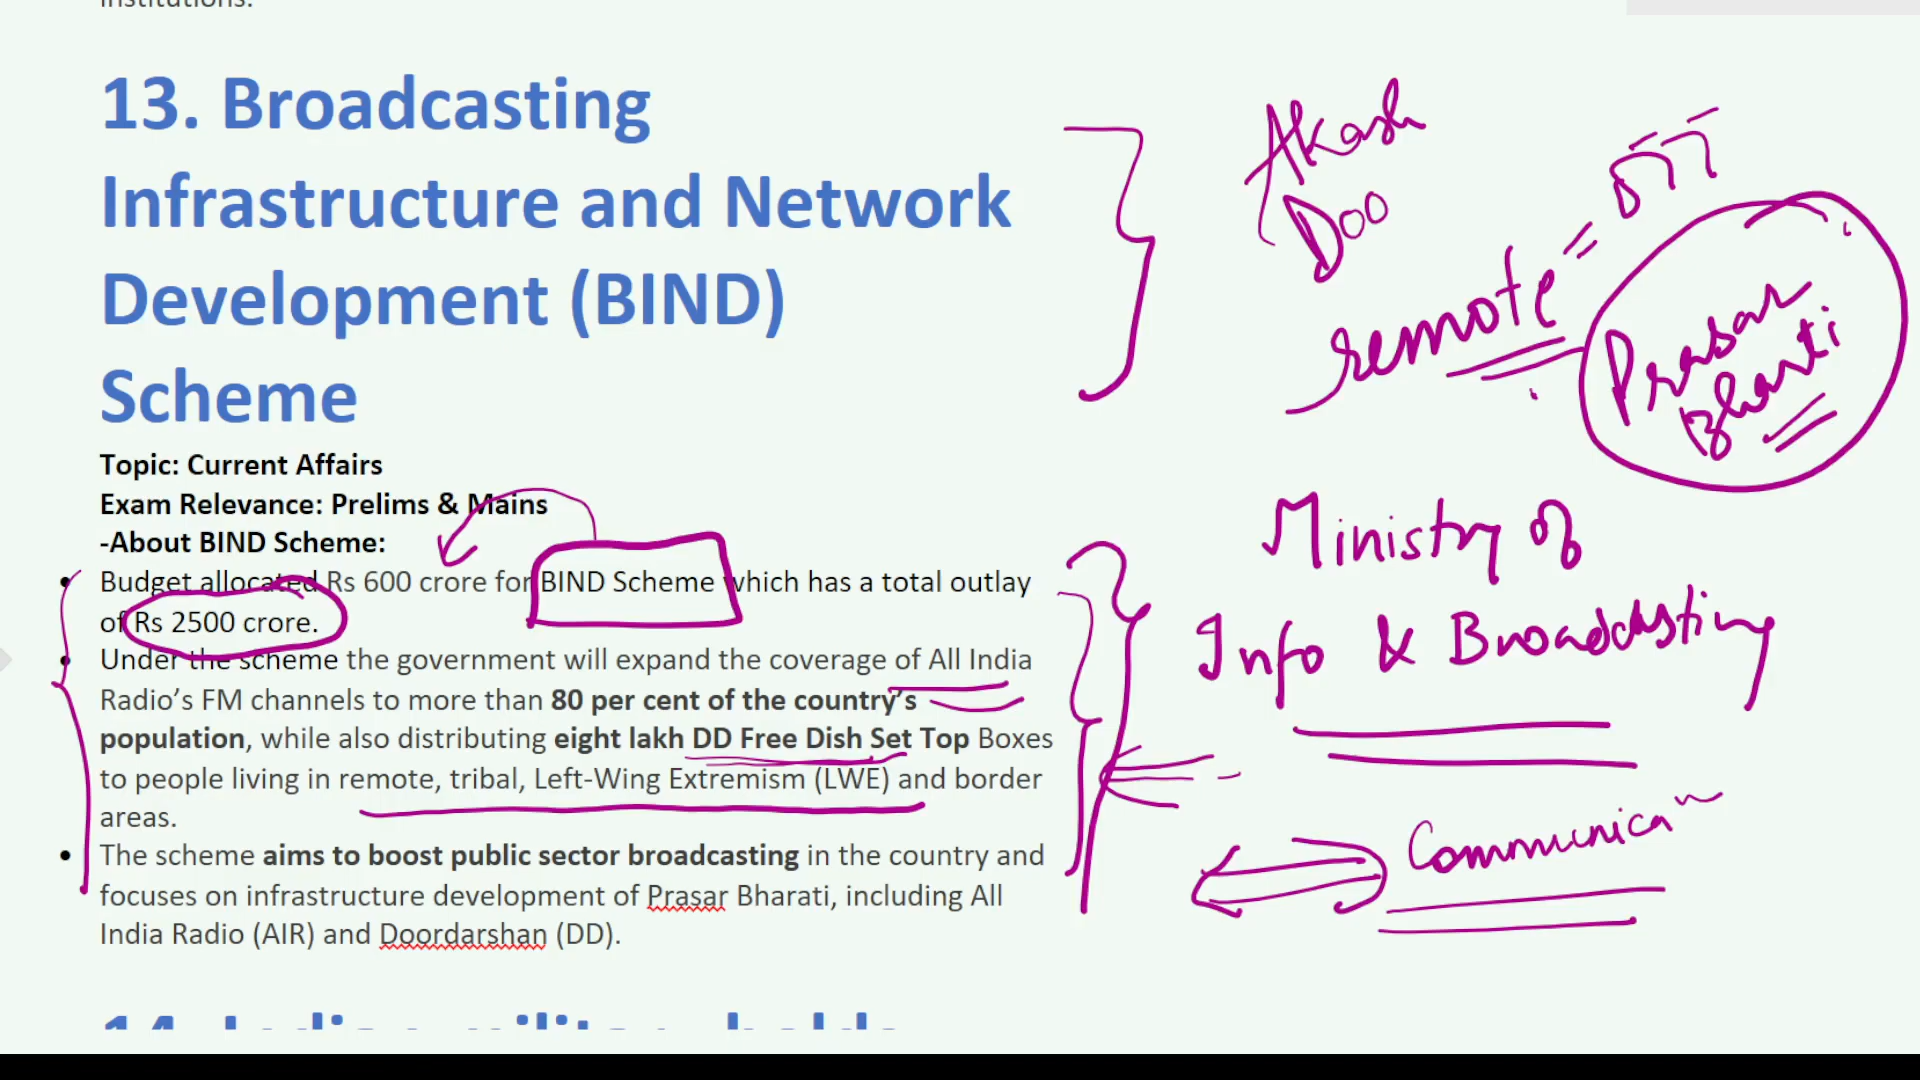 institutions.
13. Broadcasting
Infrastructure and Network
Development (BIND)
Scheme
Topic: Current Affairs
Exam Relevance: Prelims & Mains
-About BIND Scheme:
• Budget allocated Rs 600 crore for BIND Scheme which has a total outlay
of Rs 2500 crore.
• Under the scheme the government will expand the coverage of All India
Radio’s FM channels to more than 80 per cent of the country’s
population, while also distributing eight lakh DD Free Dish Set Top Boxes
to people living in remote, tribal, Left-Wing Extremism (LWE) and border
areas.
• The scheme aims to boost public sector broadcasting in the country and
focuses on infrastructure development of Prasar Bharati, including All
India Radio (AIR) and Doordarshan (DD).
Akash
Doo
remote =
Prasar
Bharti
Ministry of
Info & Broadcasting
Communica